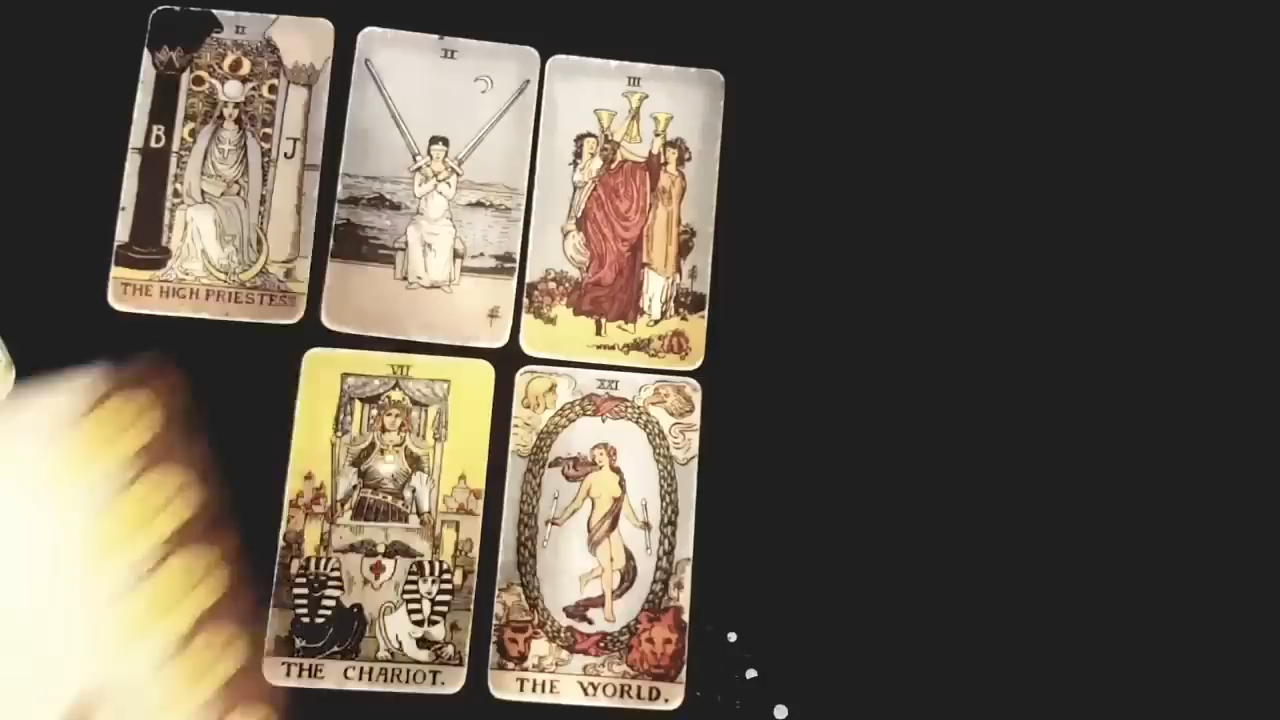 II
II
III
B
J
THE HIGH PRIESTESS
VII
XXI
THE CHARIOT.
THE WORLD.